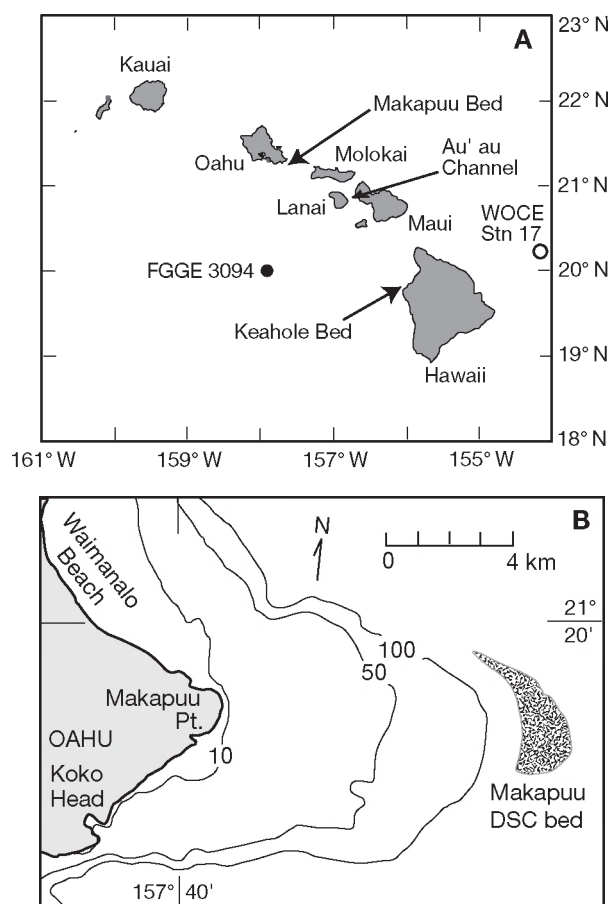 A
23° N
Kauai
22° N
Makapuu Bed
Au' au
Channel
Oahu
Molokai
21° N
Lanai
Maui
WOCE
Stn 17
FGGE 3094
20° N
Keahole Bed
19° N
Hawaii
18° N
161° W
159° W
157° W
155° W
B
Waimanalo
Beach
N
0
4 km
21°
20'
100
50
Makapuu
Pt.
10
OAHU
Koko
Head
Makapuu
DSC bed
157° 40'